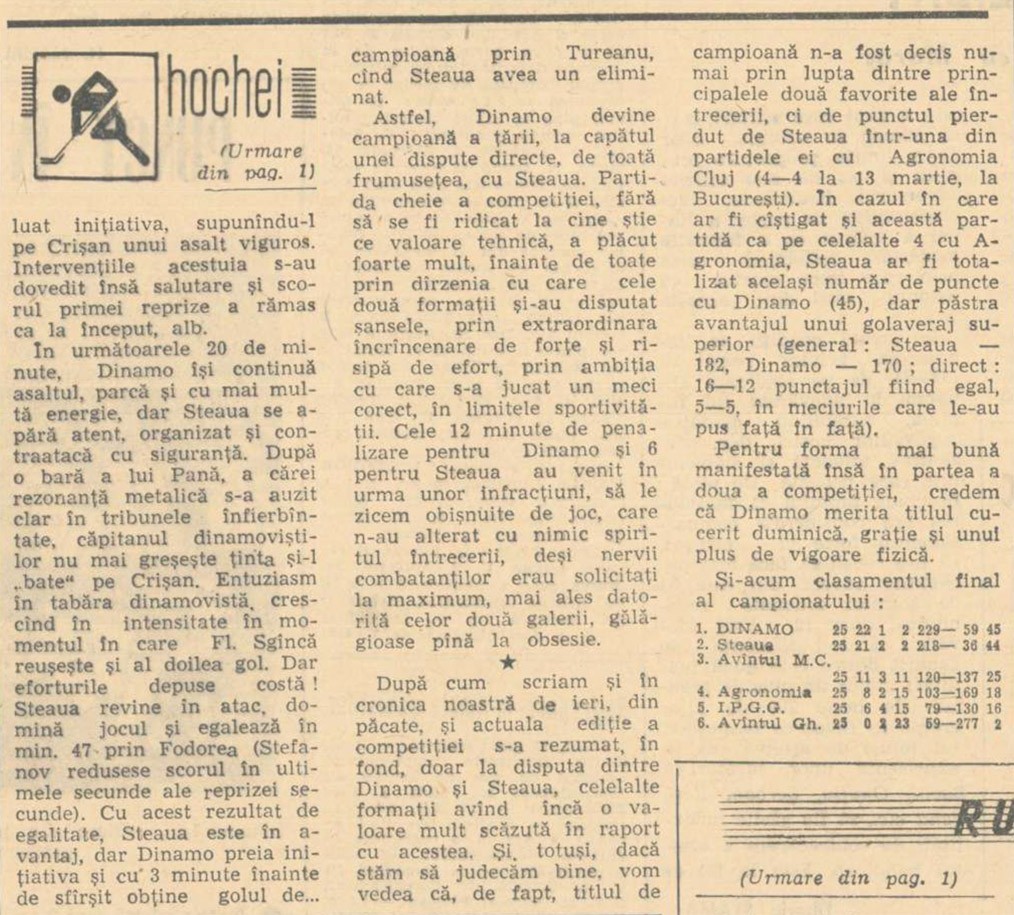 hochei
(Urmare
din pag. 1)
luat inițiativa, supunîndu-l
pe Crișan unui asalt viguros.
Intervențiile acestuia s-au
dovedit însă salutare și sco-
rul primei reprize a rămas
ca la început, alb.
In următoarele 20 de mi-
nute, Dinamo își continuă
asaltul, parcă și cu mai mul-
tă energie, dar Steaua se a-
pără atent, organizat și con-
traatacă cu siguranță. După
o bară a lui Pană, a cărei
rezonanță metalică s-a auzit
clar în tribunele înfierbîn-
tate, căpitanul dinamoviști-
lor nu mai greșește ținta și-l
„bate“ pe Crișan. Entuziasm
în tabăra dinamovistă, cres-
cînd în intensitate în mo-
mentul în care Fl. Sgîncă
reușește și al doilea gol. Dar
eforturile depuse costă !
Steaua revine în atac, do-
mină jocul și egalează în
min. 47 prin Fodorea (Stefa-
nov redusese scorul în ulti-
mele secunde ale reprizei se-
cunde). Cu acest rezultat de
egalitate, Steaua este în a-
vantaj, dar Dinamo preia ini-
țiativa și cu 3 minute înainte
de sfîrșit obține golul de...
campioană prin Tureanu,
cînd Steaua avea un elimi-
nat.
Astfel, Dinamo devine
campioană a țării, la capătul
unei dispute directe, de toată
frumusețea, cu Steaua. Parti-
da cheie a competiției, fără
să se fi ridicat la cine știe
ce valoare tehnică, a plăcut
foarte mult, înainte de toate
prin dîrzenia cu care cele
două formații și-au disputat
șansele, prin extraordinara
încrîncenare de forțe și ri-
sipă de efort, prin ambiția
cu care s-a jucat un meci
corect, în limitele sportivită-
ții. Cele 12 minute de pena-
lizare pentru Dinamo și 6
pentru Steaua au venit în
urma unor infracțiuni, să le
zicem obișnuite de joc, care
n-au alterat cu nimic spiri-
tul întrecerii, deși nervii
combatanților erau solicitați
la maximum, mai ales dato-
rită celor două galerii, gălă-
gioase pînă la obsesie.
★
După cum scriam și în
cronica noastră de ieri, din
păcate, și actuala ediție a
competiției s-a rezumat, în
fond, doar la disputa dintre
Dinamo și Steaua, celelalte
formații avînd încă o va-
loare mult scăzută în raport
cu acestea. Și, totuși, dacă
stăm să judecăm bine, vom
vedea că, de fapt, titlul de
campioană n-a fost decis nu-
mai prin lupta dintre prin-
cipalele două favorite ale în-
trecerii, ci de punctul pier-
dut de Steaua într-una din
partidele ei cu Agronomia
Cluj (4—4 la 13 martie, la
București). In cazul în care
ar fi cîștigat și această par-
tidă ca pe celelalte 4 cu A-
gronomia, Steaua ar fi tota-
lizat același număr de puncte
cu Dinamo (45), dar păstra
avantajul unui golaveraj su-
perior (general : Steaua —
182, Dinamo — 170 ; direct :
16—12 punctajul fiind egal,
5—5, în meciurile care le-au
pus față în față).
Pentru forma mai bună
manifestată însă în partea a
doua a competiției, credem
că Dinamo merita titlul cu-
cerit duminică, grație și unui
plus de vigoare fizică.
Și-acum clasamentul final
al campionatului :
1. DINAMO 25 22 1 2 229— 59 45
2. Steaua 25 21 2 2 218— 36 44
3. Avîntul M.C.
25 11 3 11 120—137 25
4. Agronomia 25 8 2 15 103—169 18
5. I.P.G.G. 25 6 4 15 79—130 16
6. Avîntul Gh. 25 0 2 23 59—277 2
RU
(Urmare din pag. 1)